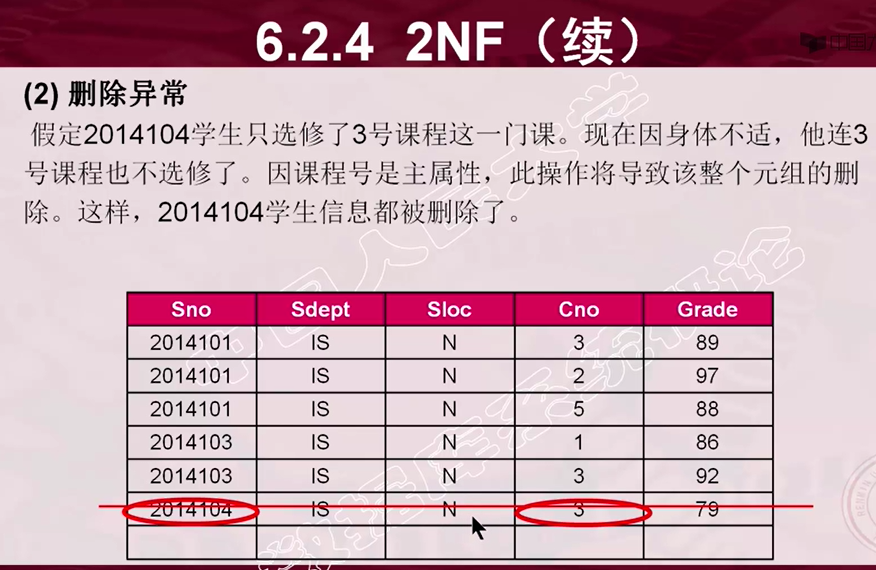 6.2.4 2NF（续）
(2) 删除异常
假定2014104学生只选修了3号课程这一门课。现在因身体不适，他连3
号课程也不选修了。因课程号是主属性，此操作将导致该整个元组的删
除。这样，2014104学生信息都被删除了。
Sno Sdept Sloc Cno Grade
2014101 IS N 3 89
2014101 IS N 2 97
2014101 IS N 5 88
2014103 IS N 1 86
2014103 IS N 3 92
2014104 IS N 3 79